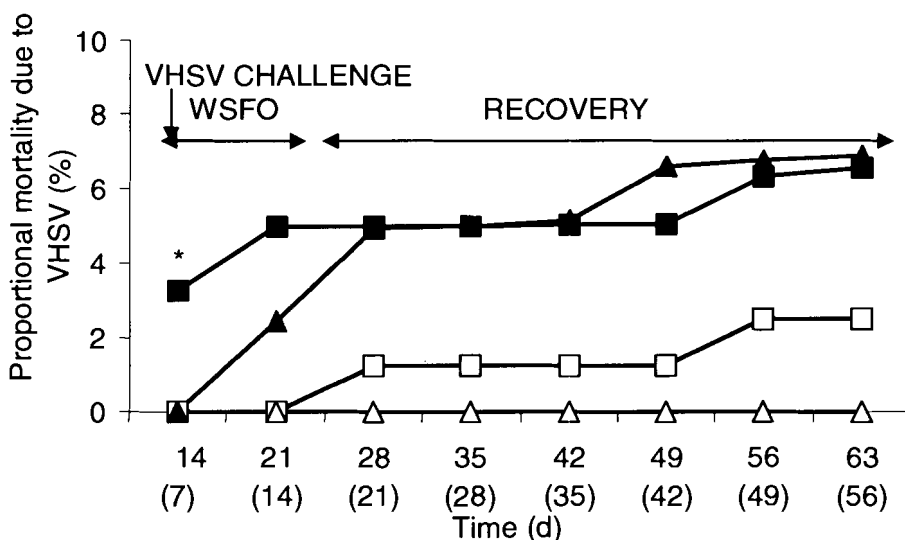 Proportional mortality due to
VHSV (%)
10
8
6
4
2
0
VHSV CHALLENGE
WSFO
RECOVERY
*
14 21 28 35 42 49 56 63
(7) (14) (21) (28) (35) (42) (49) (56)
Time (d)